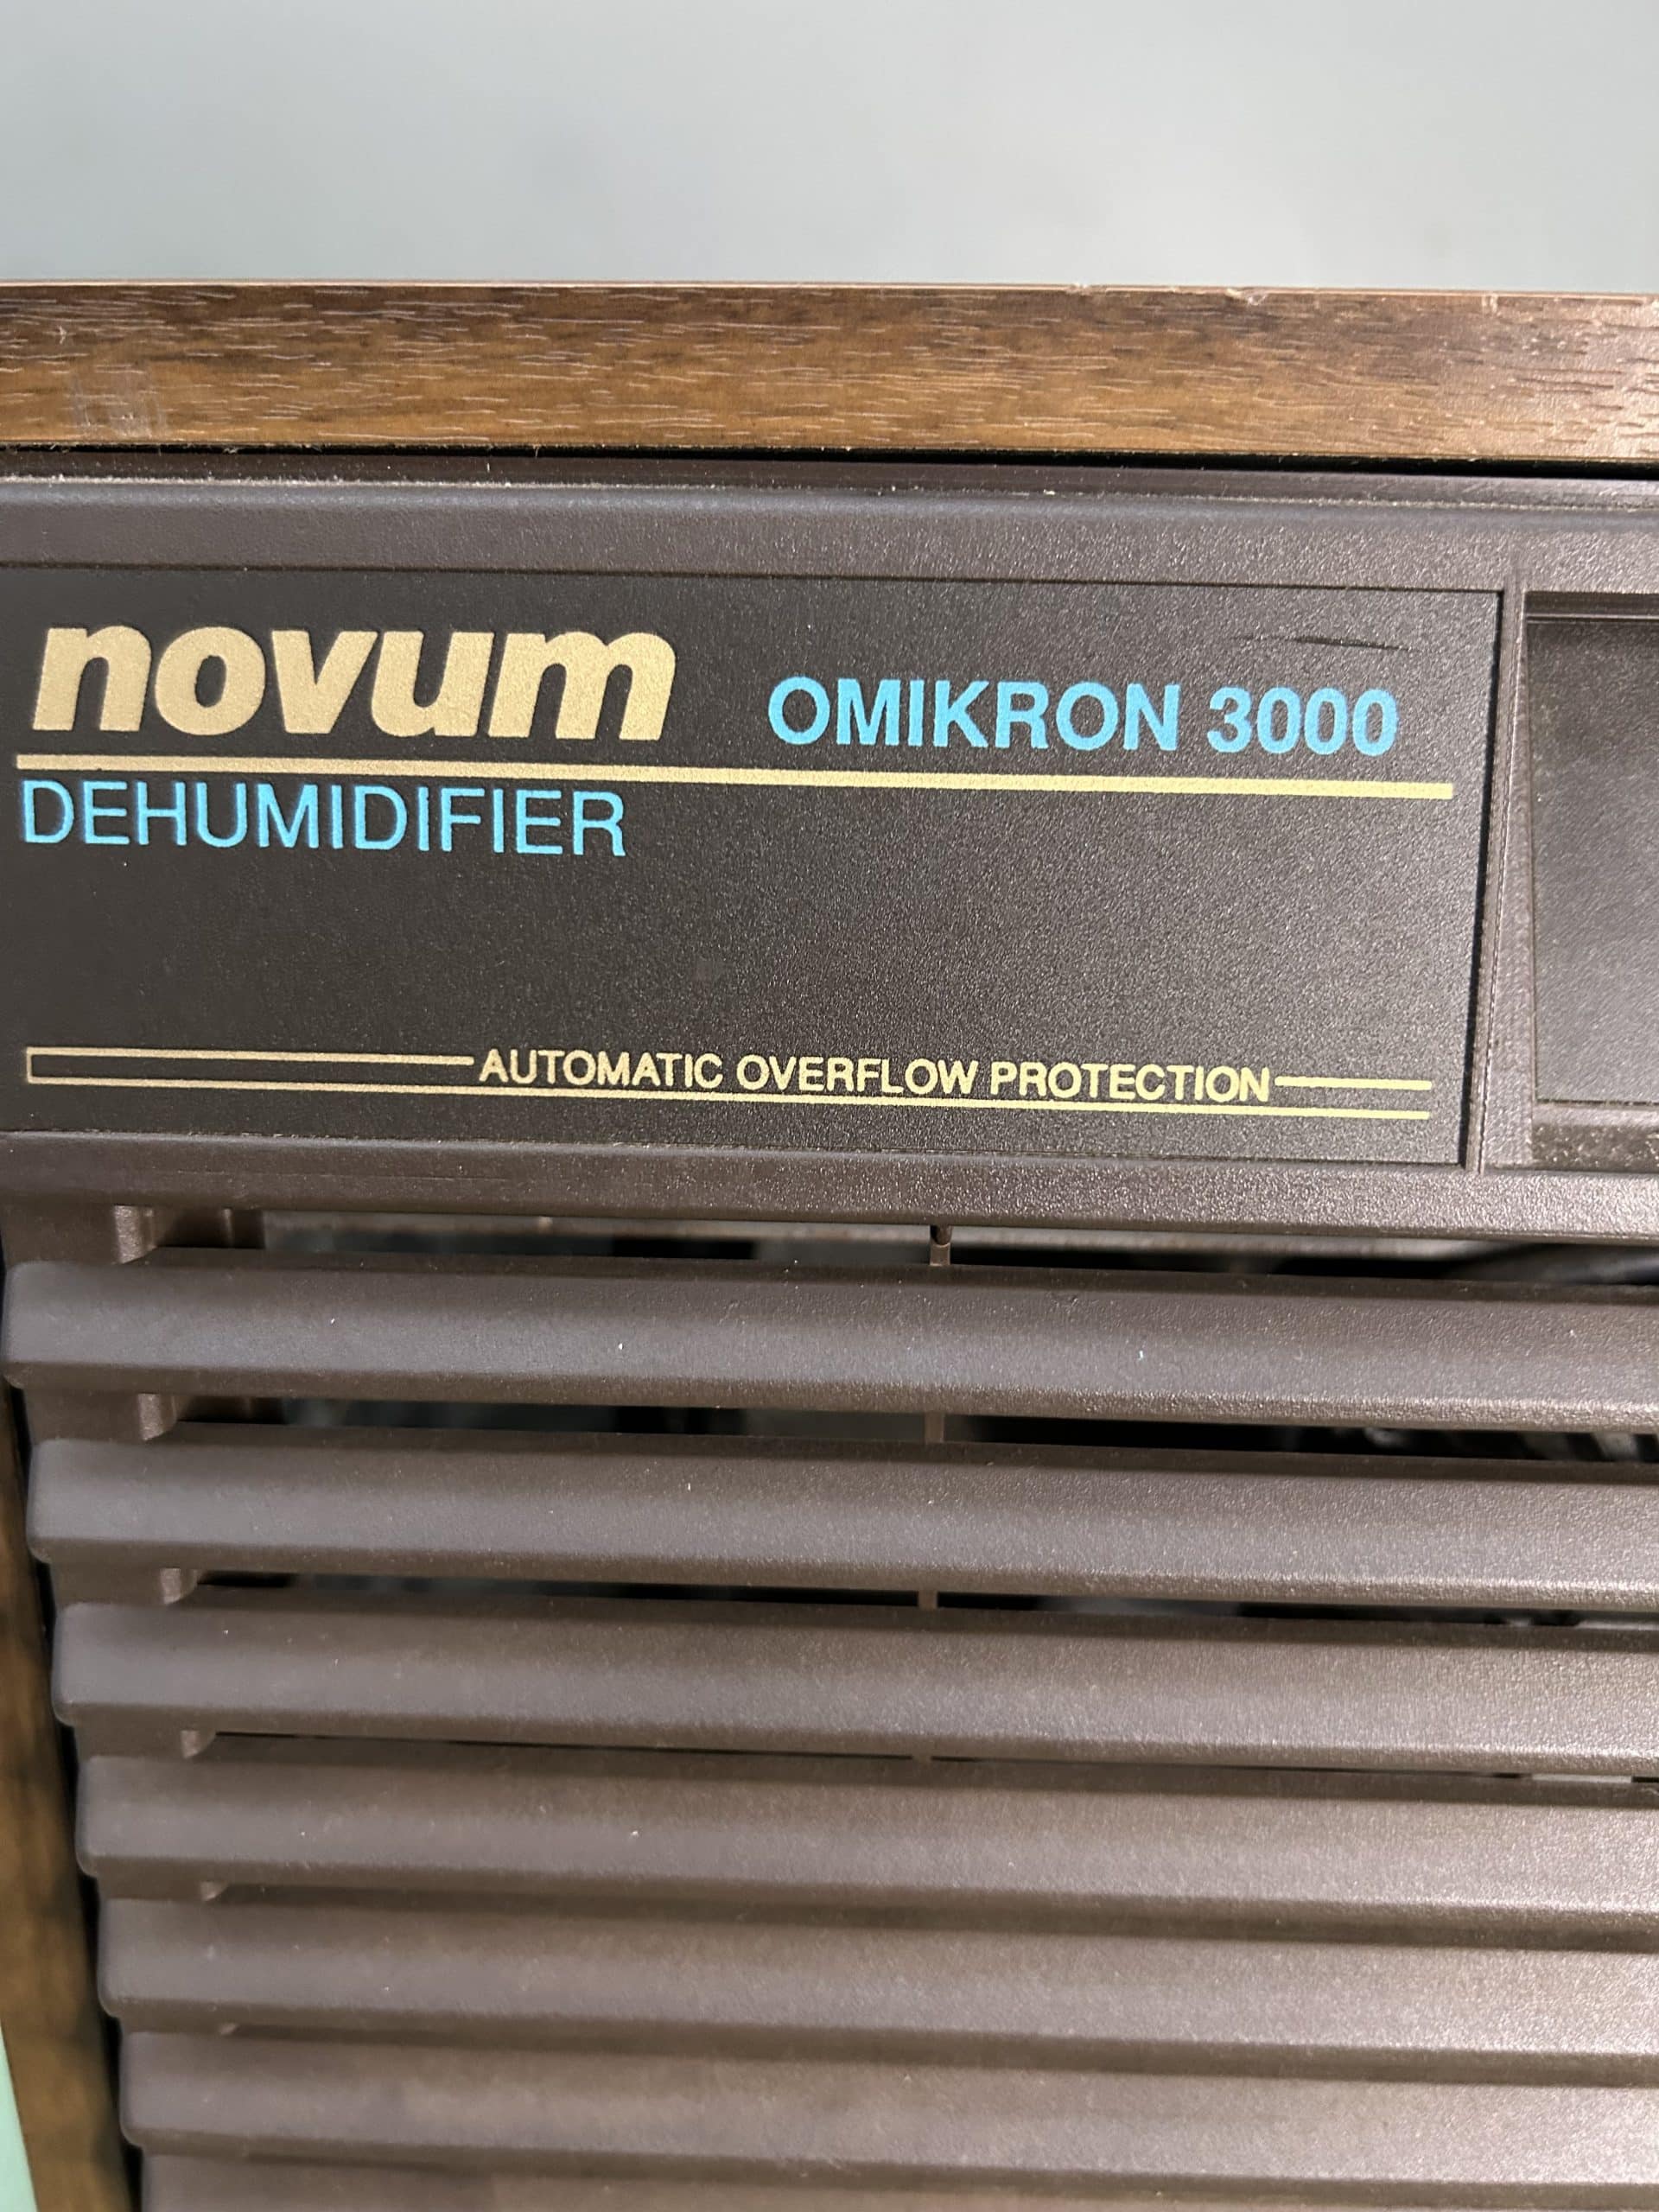 novum OMIKRON 3000
DEHUMIDIFIER
AUTOMATIC OVERFLOW PROTECTION